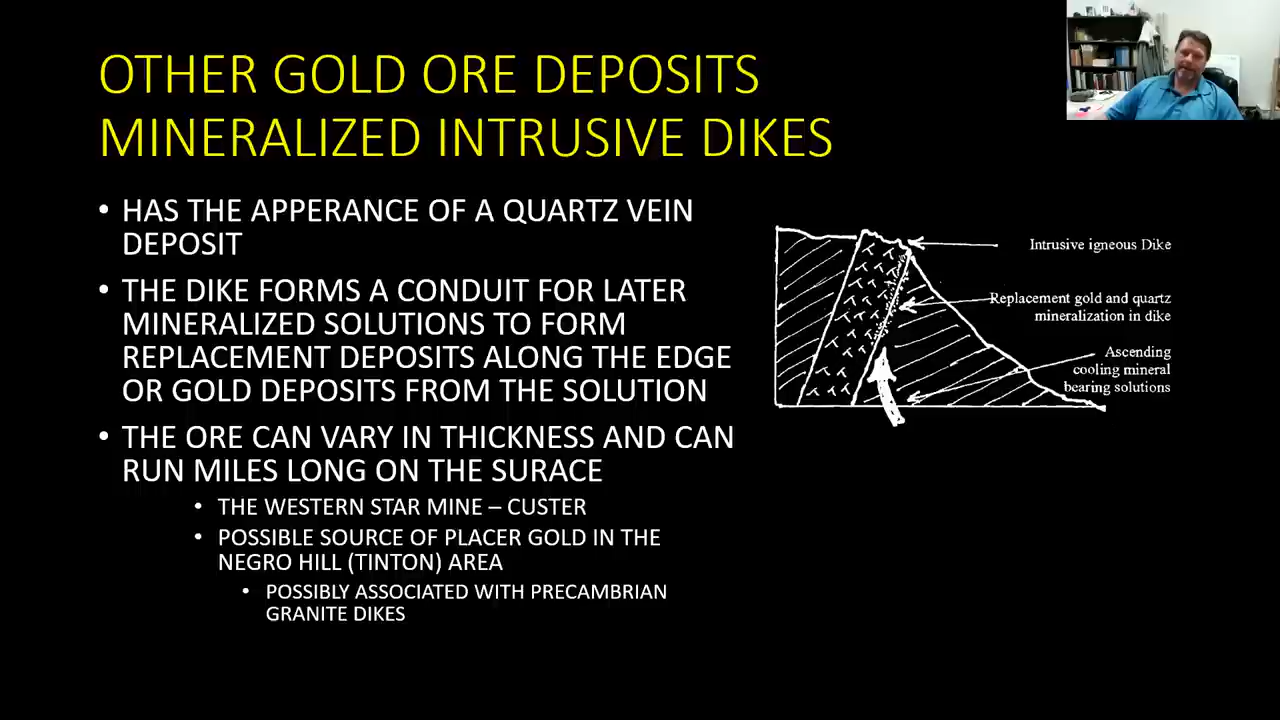 OTHER GOLD ORE DEPOSITS
MINERALIZED INTRUSIVE DIKES
• HAS THE APPERANCE OF A QUARTZ VEIN
DEPOSIT
• THE DIKE FORMS A CONDUIT FOR LATER
MINERALIZED SOLUTIONS TO FORM
REPLACEMENT DEPOSITS ALONG THE EDGE
OR GOLD DEPOSITS FROM THE SOLUTION
• THE ORE CAN VARY IN THICKNESS AND CAN
RUN MILES LONG ON THE SURACE
• THE WESTERN STAR MINE – CUSTER
• POSSIBLE SOURCE OF PLACER GOLD IN THE
NEGRO HILL (TINTON) AREA
• POSSIBLY ASSOCIATED WITH PRECAMBRIAN
GRANITE DIKES
Intrusive igneous Dike
Replacement gold and quartz
mineralization in dike
Ascending
cooling mineral
bearing solutions